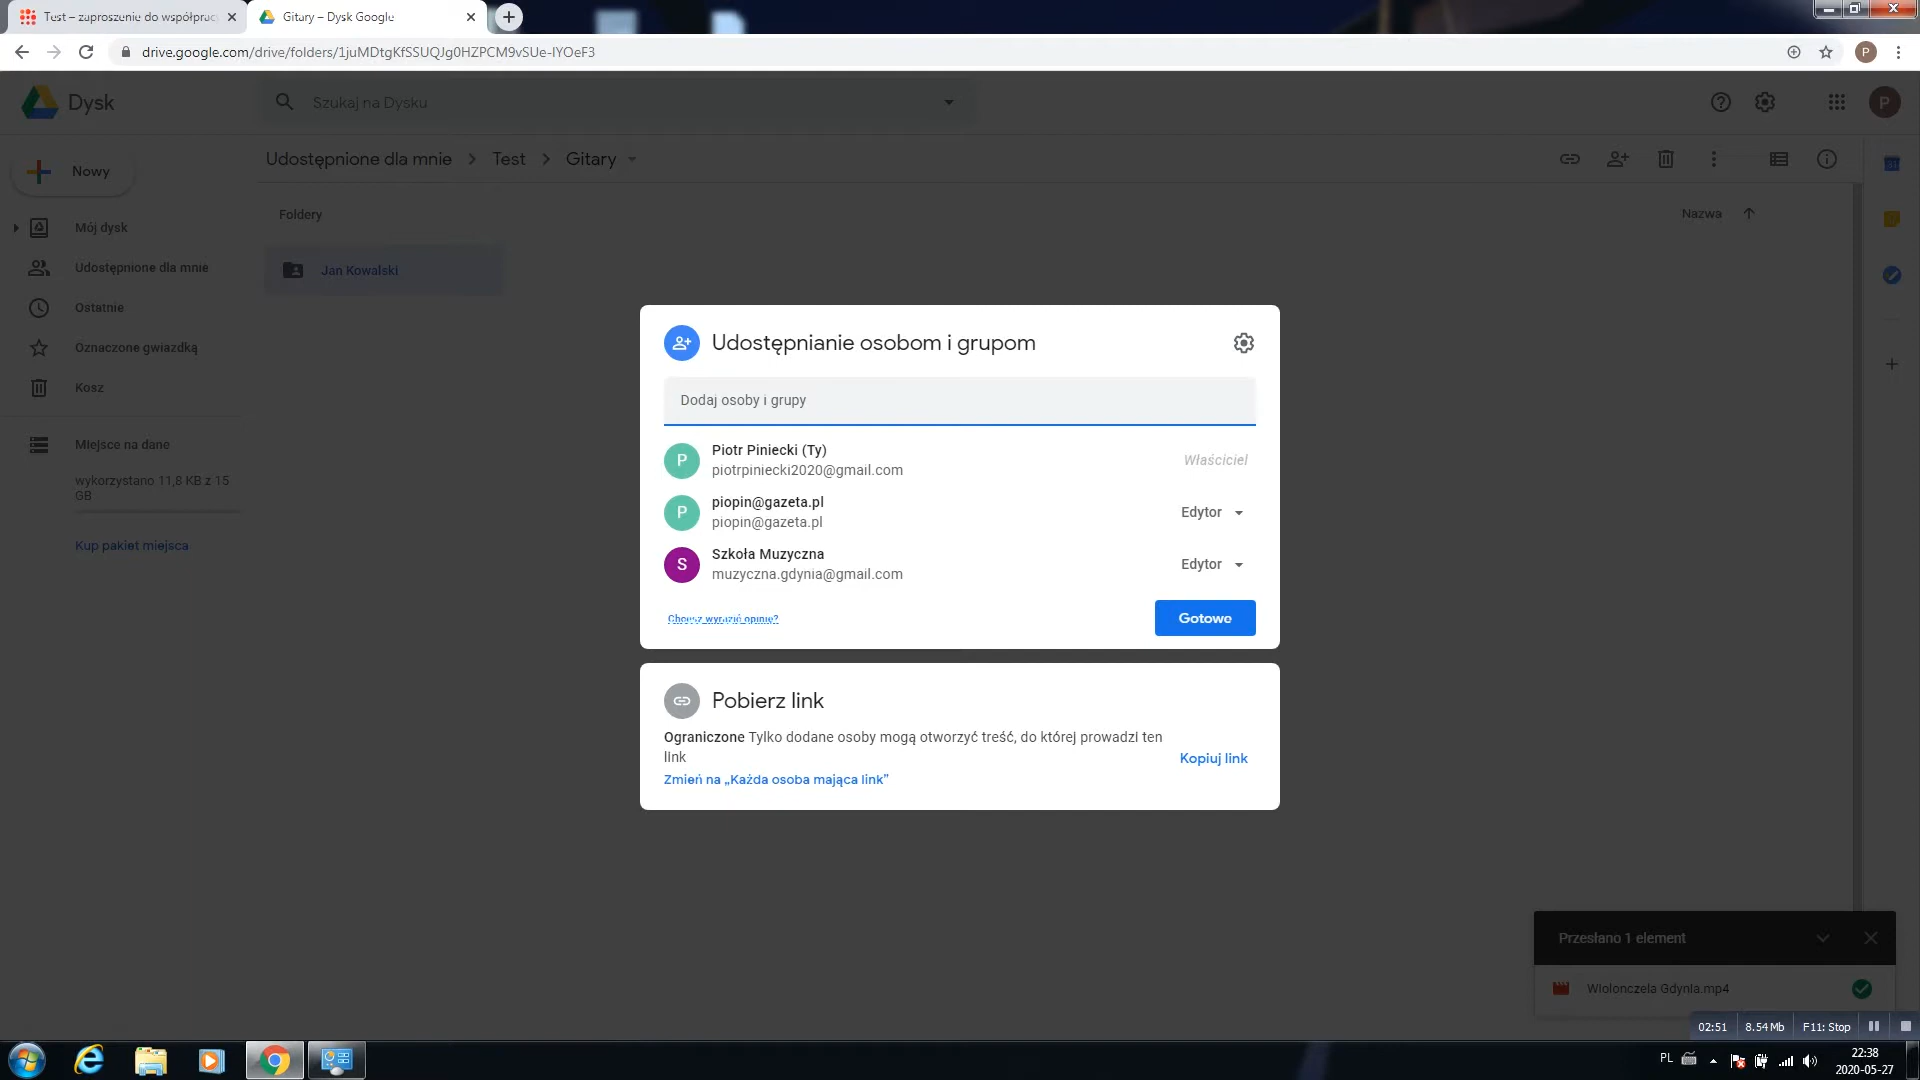 Test – zaproszenie do współprac
Gitary – Dysk Google
drive.google.com/drive/folders/1juMDtgKfSSUQJg0HZPCM9vSUe-IYOeF3
P
Dysk
Szukaj na Dysku
P
Udostępnione dla mnie
Test
Gitary
Nowy
Foldery
Nazwa
Mój dysk
Jan Kowalski
Udostępnione dla mnie
Ostatnie
Oznaczone gwiazdką
Kosz
Miejsce na dane
wykorzystano 11,8 KB z 15
GB
Kup pakiet miejsca
Udostępnianie osobom i grupom
Dodaj osoby i grupy
P
Piotr Piniecki (Ty)
piotrpiniecki2020@gmail.com
Właściciel
P
piopin@gazeta.pl
piopin@gazeta.pl
Edytor
S
Szkoła Muzyczna
muzyczna.gdynia@gmail.com
Edytor
Chcesz wyrazić opinię?
Gotowe
Pobierz link
Ograniczone Tylko dodane osoby mogą otworzyć treść, do której prowadzi ten
link
Kopiuj link
Zmień na „Każda osoba mająca link”
Przesłano 1 element
Wiolonczela Gdynia.mp4
02:51
8.54Mb
F11: Stop
PL
22:38
2020-05-27